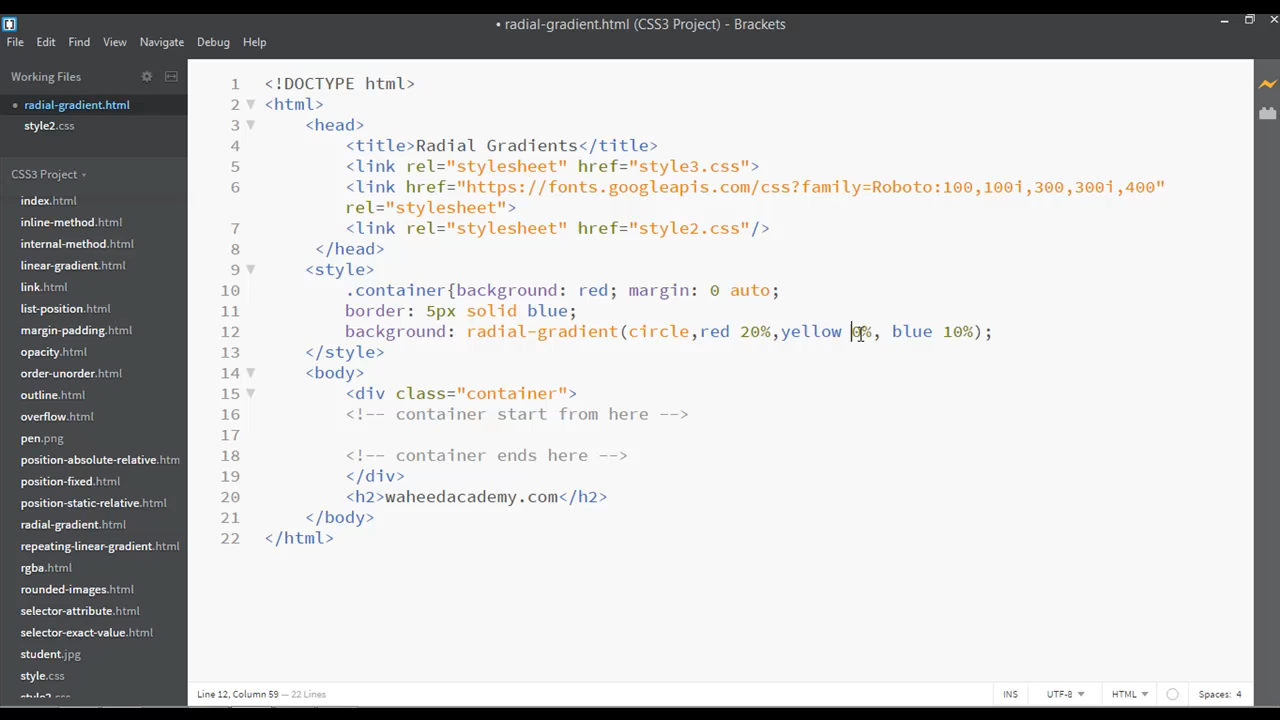 • radial-gradient.html (CSS3 Project) - Brackets
File Edit Find View Navigate Debug Help
Working Files
• radial-gradient.html
style2.css
CSS3 Project
index.html
inline-method.html
internal-method.html
linear-gradient.html
link.html
list-position.html
margin-padding.html
opacity.html
order-unorder.html
outline.html
overflow.html
pen.png
position-absolute-relative.htm
position-fixed.html
position-static-relative.html
radial-gradient.html
repeating-linear-gradient.html
rgba.html
rounded-images.html
selector-attribute.html
selector-exact-value.html
student.jpg
style.css
style2.css
1 <!DOCTYPE html>
2 <html>
3 <head>
4 <title>Radial Gradients</title>
5 <link rel="stylesheet" href="style3.css">
6 <link href="https://fonts.googleapis.com/css?family=Roboto:100,100i,300,300i,400"
rel="stylesheet">
7 <link rel="stylesheet" href="style2.css"/>
8 </head>
9 <style>
10 .container{background: red; margin: 0 auto;
11 border: 5px solid blue;
12 background: radial-gradient(circle,red 20%,yellow 0%, blue 10%);
13 </style>
14 <body>
15 <div class="container">
16 <!-- container start from here -->
17
18 <!-- container ends here -->
19 </div>
20 <h2>waheedacademy.com</h2>
21 </body>
22 </html>
Line 12, Column 59 — 22 Lines
INS UTF-8 HTML Spaces: 4